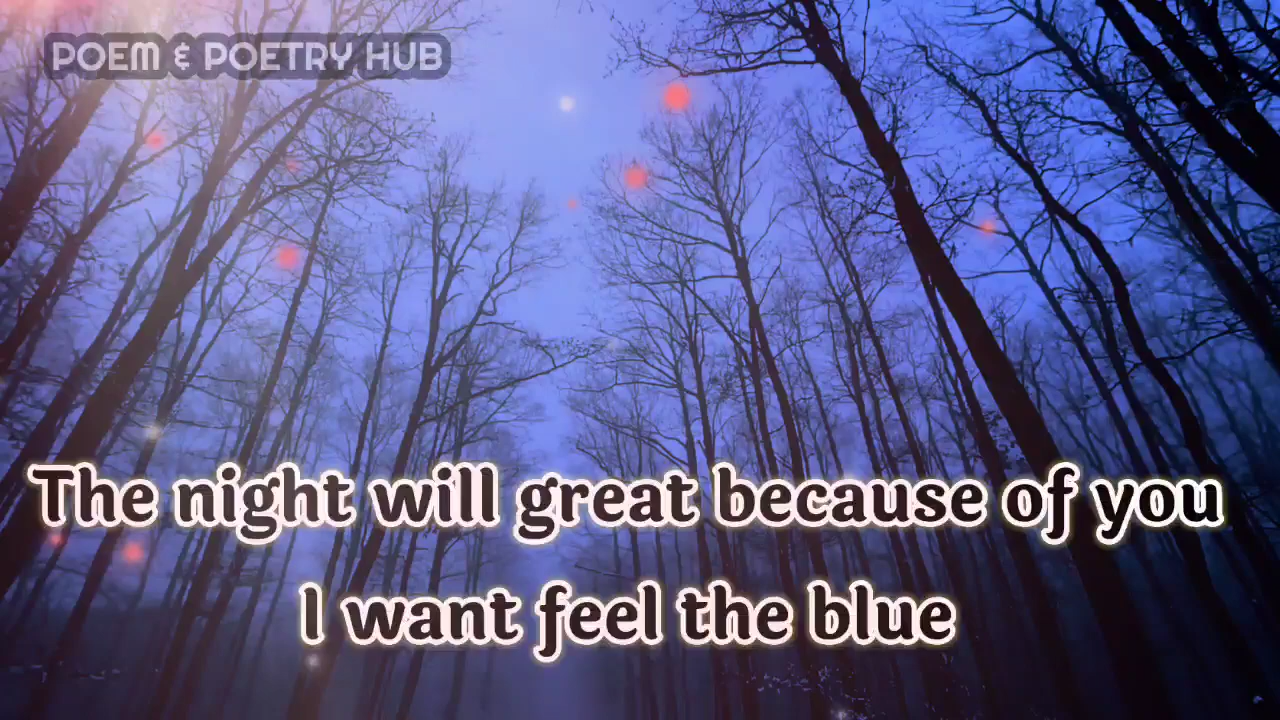 POEM & POETRY HUB
The night will great because of you
I want feel the blue